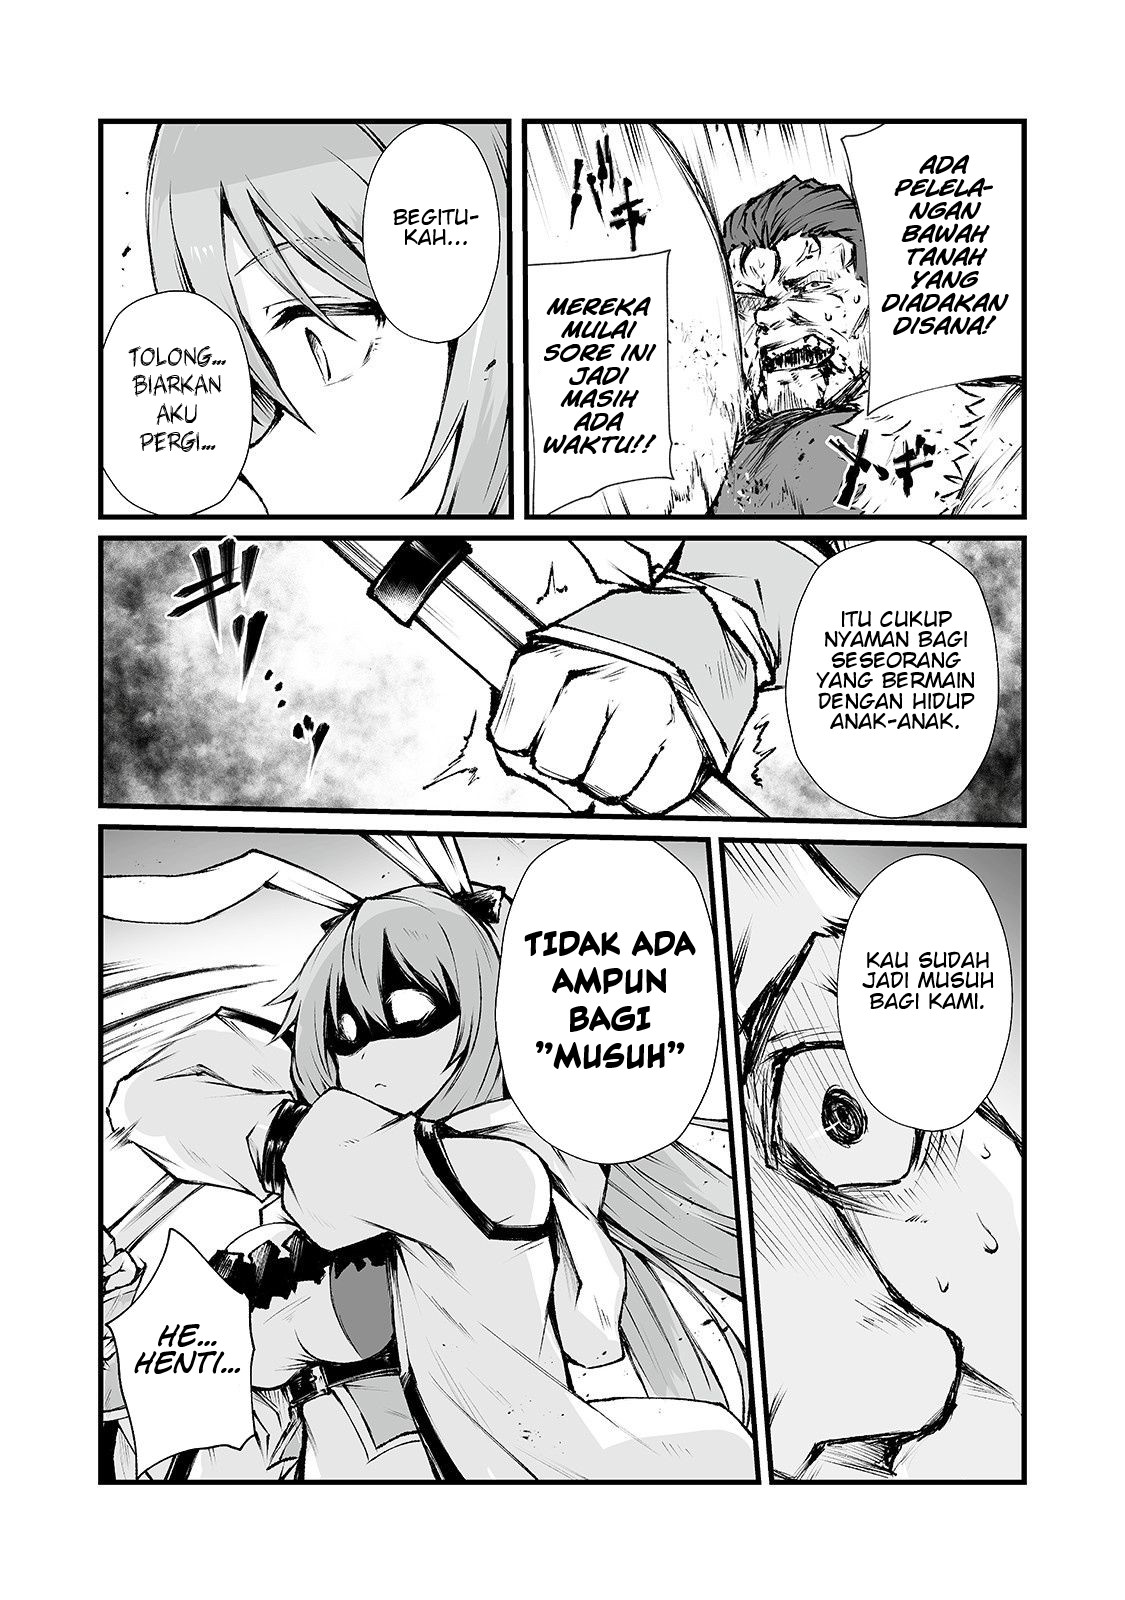 ADA
PELELA-
NGAN
BAWAH
TANAH
YANG
DIADAKAN
DISANA!
MEREKA
MULAI
SORE INI
JADI
MASIH
ADA
WAKTU!!
BEGITU-
KAH...
TOLONG...
BIARKAN
AKU
PERGI...
ITU CUKUP
NYAMAN BAGI
SESEORANG
YANG BERMAIN
DENGAN HIDUP
ANAK-ANAK.
KAU SUDAH
JADI MUSUH
BAGI KAMI.
TIDAK ADA
AMPUN
BAGI
"MUSUH"
HE...
HENTI...